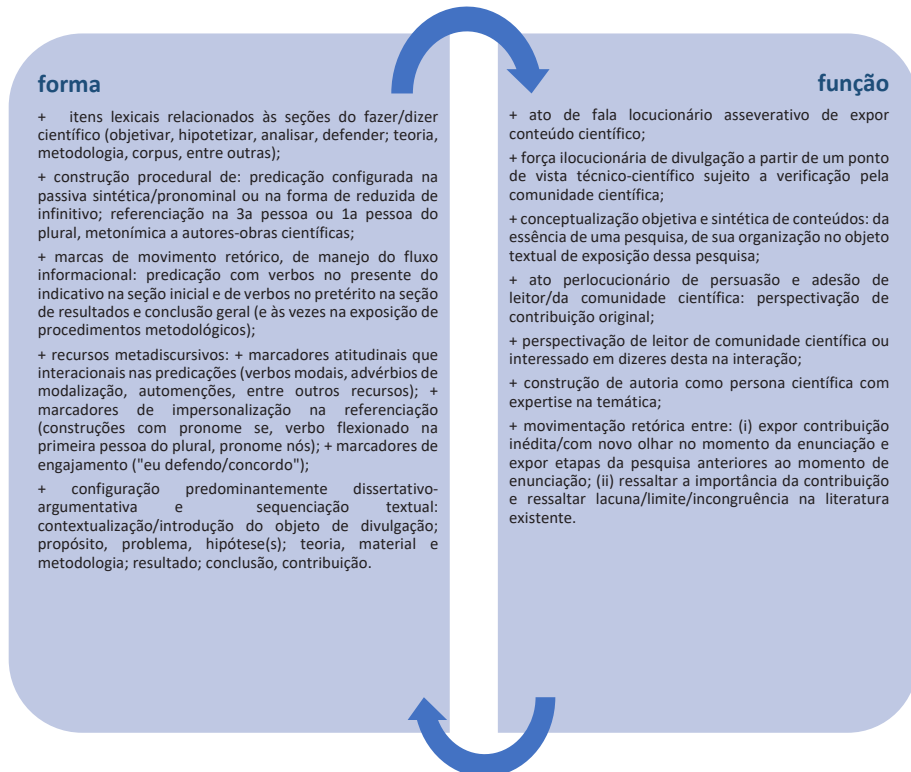 forma
+ itens lexicais relacionados às seções do fazer/dizer
científico (objetivar, hipotetizar, analisar, defender; teoria,
metodologia, corpus, entre outras);
+ construção procedural de: predicação configurada na
passiva sintética/pronominal ou na forma de reduzida de
infinitivo; referenciação na 3a pessoa ou 1a pessoa do
plural, metonímica a autores-obras científicas;
+ marcas de movimento retórico, de manejo do fluxo
informacional: predicação com verbos no presente do
indicativo na seção inicial e de verbos no pretérito na seção
de resultados e conclusão geral (e às vezes na exposição de
procedimentos metodológicos);
+ recursos metadiscursivos: + marcadores atitudinais que
interacionais nas predicações (verbos modais, advérbios de
modalização, automenções, entre outros recursos); +
marcadores de impersonalização na referenciação
(construções com pronome se, verbo flexionado na
primeira pessoa do plural, pronome nós); + marcadores de
engajamento ("eu defendo/concordo");
+ configuração predominantemente dissertativo-
argumentativa e sequenciação textual:
contextualização/introdução do objeto de divulgação;
propósito, problema, hipótese(s); teoria, material e
metodologia; resultado; conclusão, contribuição.
função
+ ato de fala locucionário asseverativo de expor
conteúdo científico;
+ força ilocucionária de divulgação a partir de um ponto
de vista técnico-científico sujeito a verificação pela
comunidade científica;
+ conceptualização objetiva e sintética de conteúdos: da
essência de uma pesquisa, de sua organização no objeto
textual de exposição dessa pesquisa;
+ ato perlocucionário de persuasão e adesão de
leitor/da comunidade científica: perspectivação de
contribuição original;
+ perspectivação de leitor de comunidade científica ou
interessado em dizeres desta na interação;
+ construção de autoria como persona científica com
expertise na temática;
+ movimentação retórica entre: (i) expor contribuição
inédita/com novo olhar no momento da enunciação e
expor etapas da pesquisa anteriores ao momento de
enunciação; (ii) ressaltar a importância da contribuição
e ressaltar lacuna/limite/incongruência na literatura
existente.